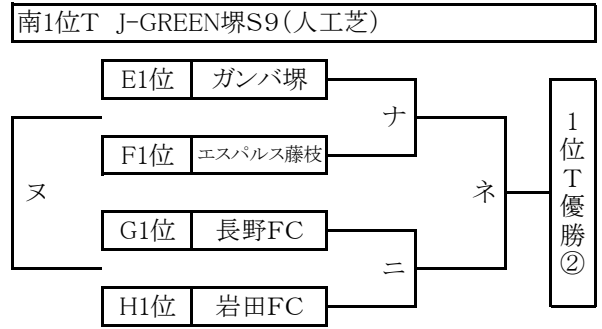 南1位T J-GREEN堺S9(人工芝)
E1位 ガンバ堺
ナ
F1位 エスパルス藤枝
ヌ
ネ
G1位 長野FC
ニ
H1位 岩田FC
1位T優勝②